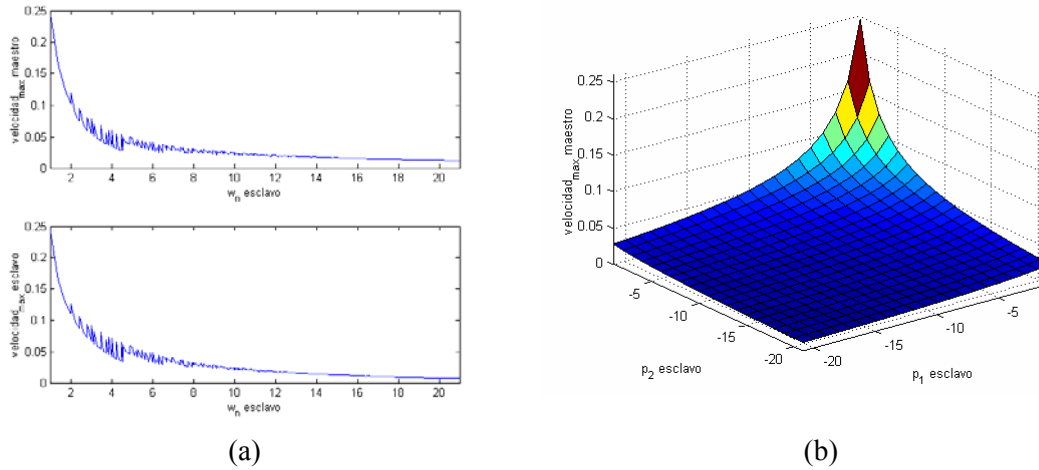 0.25
0.2
0.15
0.1
0.05
0
velocidad_max maestro
2 4 6 8 10 12 14 16 18 20
w_n esclavo
0.25
0.2
0.15
0.1
0.05
0
velocidad_max esclavo
2 4 6 8 10 12 14 16 18 20
w_n esclavo
(a)
0.25
0.2
0.15
0.1
0.05
0
velocidad_max maestro
-5
-10
-15
-20
p_2 esclavo
-20
-15
-10
-5
p_1 esclavo
(b)